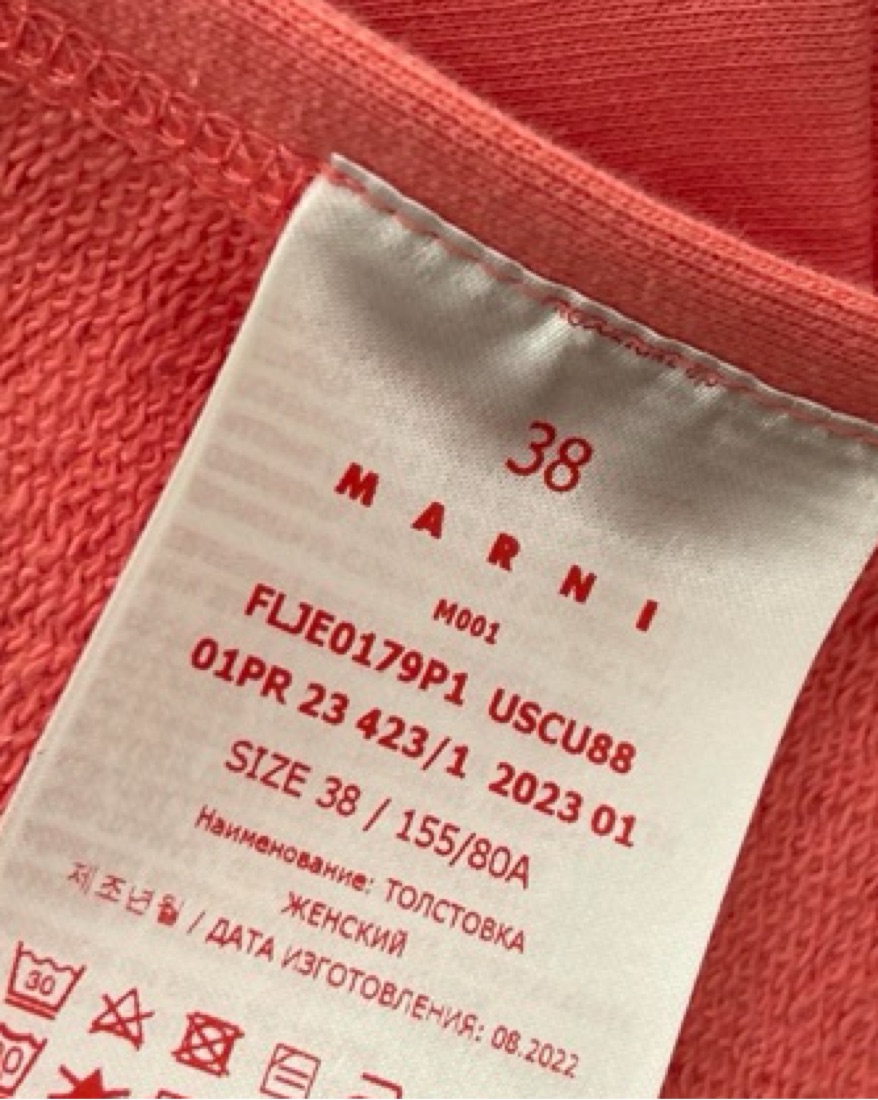 38
MARNI
M001
FLJE0179P1 USCU88
01PR 23 423/1 2023 01
SIZE 38 / 155/80A
Наименование: ТОЛСТОВКА
ЖЕНСКИЙ
제조년월 / ДАТА ИЗГОТОВЛЕНИЯ: 08.2022
30